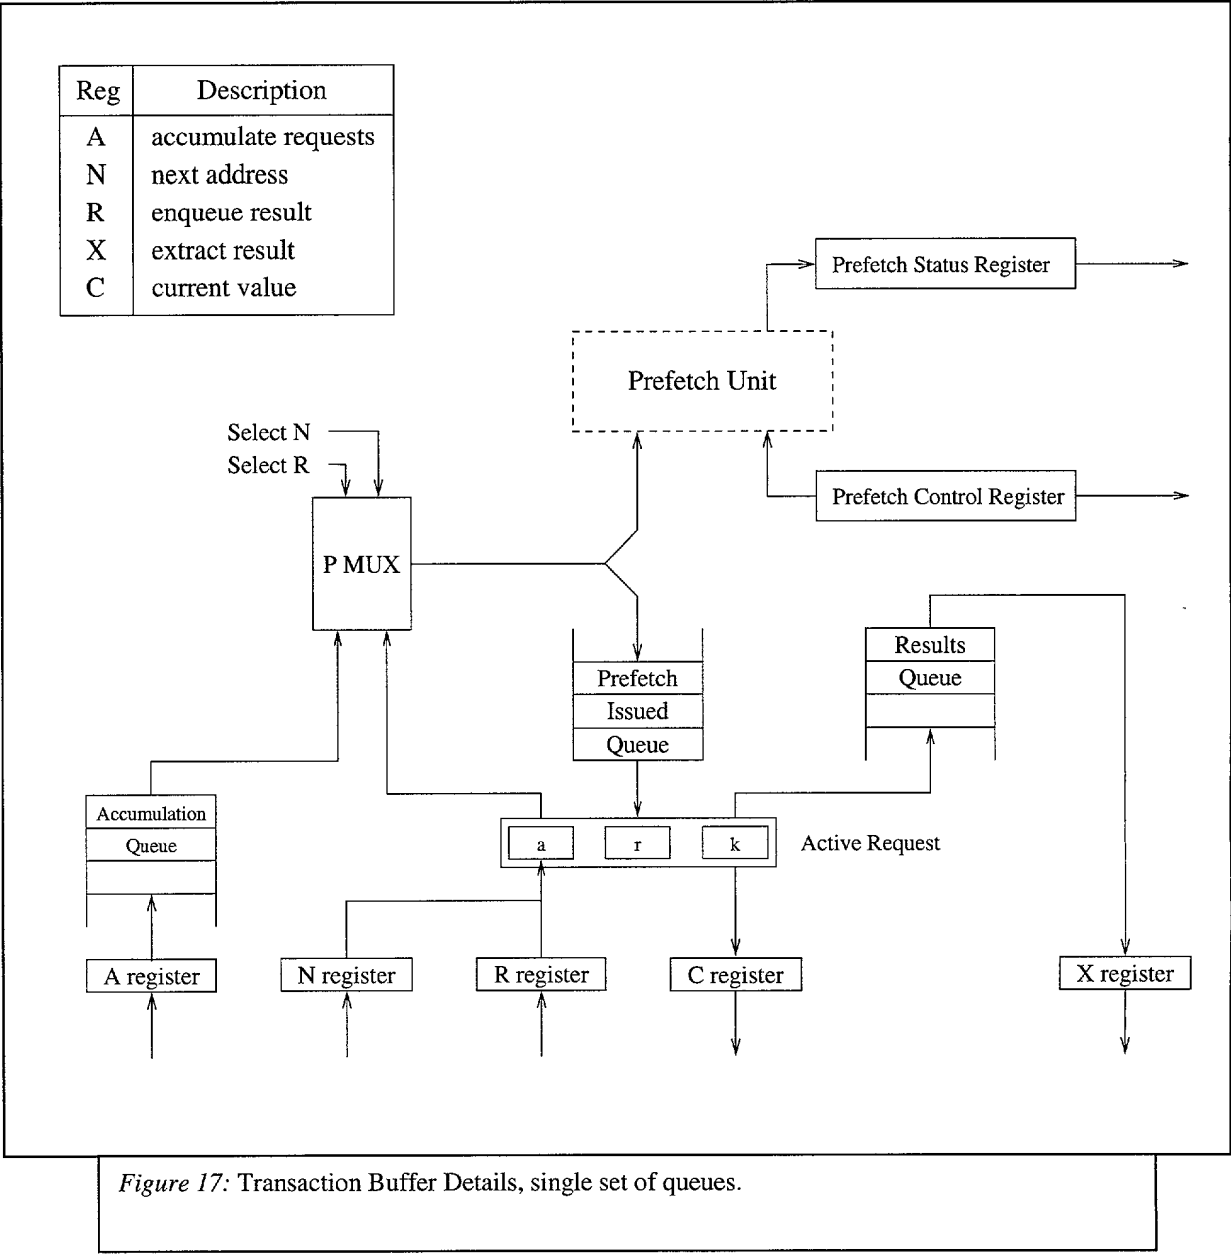 Reg Description
A accumulate requests
N next address
R enqueue result
X extract result
C current value
Prefetch Status Register
Prefetch Unit
Select N
Select R
Prefetch Control Register
P MUX
Prefetch
Issued
Queue
Results
Queue
Accumulation
Queue
a r k
Active Request
A register
N register
R register
C register
X register
Figure 17: Transaction Buffer Details, single set of queues.